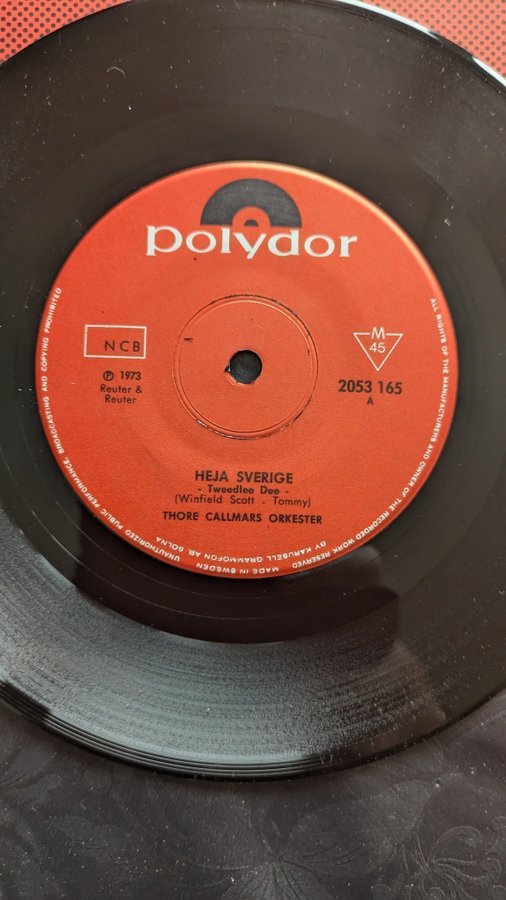 polydor
NCB
℗ 1973
Reuter &
Reuter
M
45
2053 165
A
HEJA SVERIGE
- Tweedlee Dee -
(Winfield Scott - Tommy)
THORE CALLMARS ORKESTER
ALL RIGHTS OF THE MANUFACTURERS AND OWNER OF THE RECORDED WORK RESERVED
UNAUTHORIZED PUBLIC PERFORMANCE, BROADCASTING AND COPYING PROHIBITED
BY KARUSELL GRAMMOFON AB, SOLNA
MADE IN SWEDEN